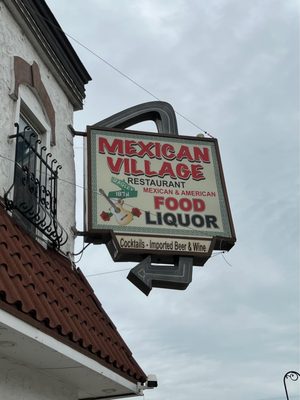 MEXICAN
VILLAGE
RESTAURANT
MEXICAN & AMERICAN
FOOD
LIQUOR
Cocktails - Imported Beer & Wine